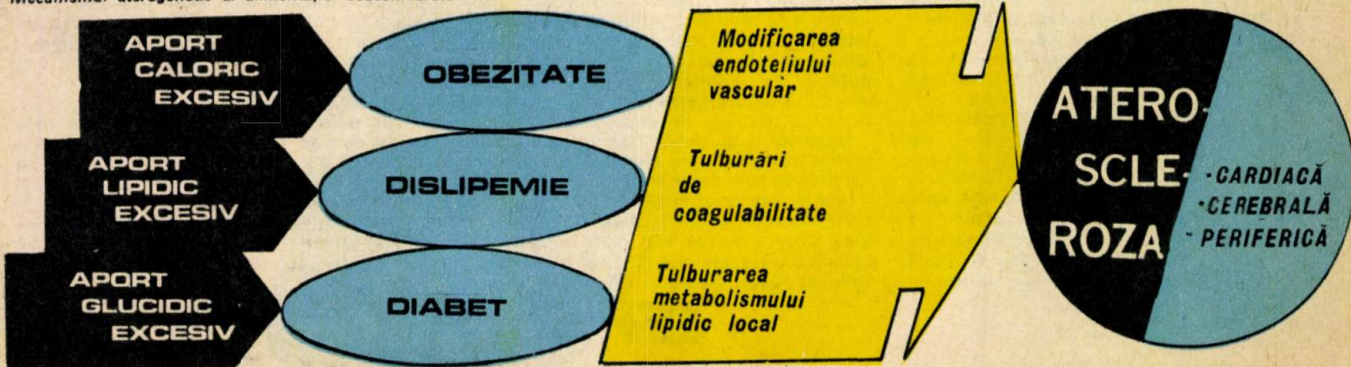 APORT
CALORIC
EXCESIV
OBEZITATE
APORT
LIPIDIC
EXCESIV
DISLIPEMIE
APORT
GLUCIDIC
EXCESIV
DIABET
Modificarea
endoteliului
vascular
Tulburări
de
coagulabilitate
Tulburarea
metabolismului
lipidic local
ATERO-
SCLE-
ROZA
-CARDIACĂ
-CEREBRALĂ
-PERIFERICĂ